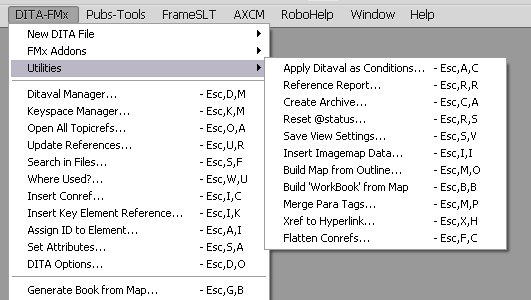 DITA-FMx Pubs-Tools FrameSLT AXCM RoboHelp Window Help
New DITA File
FMx Addons
Utilities
Ditaval Manager... - Esc,D,M
Keyspace Manager... - Esc,K,M
Open All Topicrefs... - Esc,O,A
Update References... - Esc,U,R
Search in Files... - Esc,S,F
Where Used?... - Esc,W,U
Insert Conref... - Esc,I,C
Insert Key Element Reference... - Esc,I,K
Assign ID to Element... - Esc,A,I
Set Attributes... - Esc,S,A
DITA Options... - Esc,D,O
Generate Book from Map... - Esc,G,B
Apply Ditaval as Conditions... - Esc,A,C
Reference Report... - Esc,R,R
Create Archive... - Esc,C,A
Reset @status... - Esc,R,S
Save View Settings... - Esc,S,V
Insert Imagemap Data... - Esc,I,I
Build Map from Outline... - Esc,M,O
Build 'WorkBook' from Map - Esc,B,B
Merge Para Tags... - Esc,M,P
Xref to Hyperlink... - Esc,X,H
Flatten Conrefs... - Esc,F,C